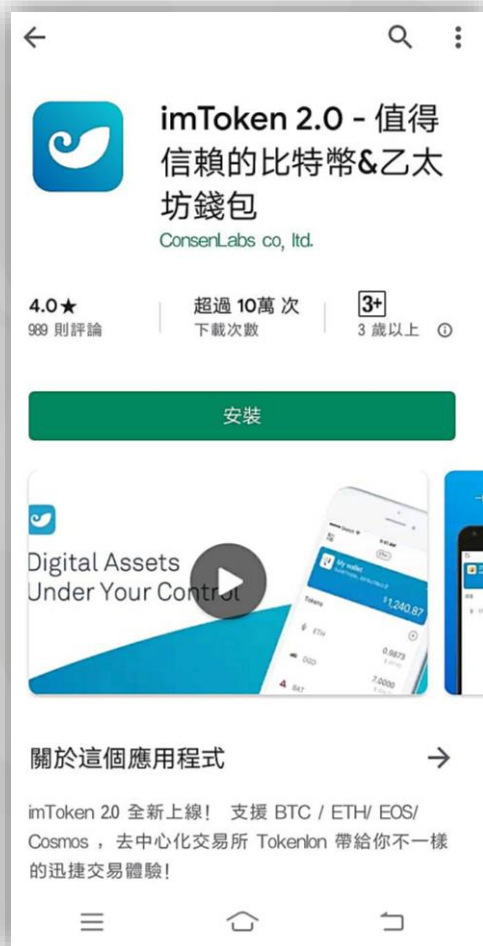 imToken 2.0 - 值得
信賴的比特幣&乙太
坊錢包
ConsenLabs co, ltd.
4.0★
989 則評論
超過 10萬 次
下載次數
3+
3 歲以上
安裝
Digital Assets
Under Your Control
My wallet
$1,240.87
Tokens
ETH
0.9873
DGD
7.0000
BAT
關於這個應用程式
imToken 2.0 全新上線! 支援 BTC / ETH/ EOS/
Cosmos , 去中心化交易所 Tokenlon 帶給你不一樣
的迅捷交易體驗!